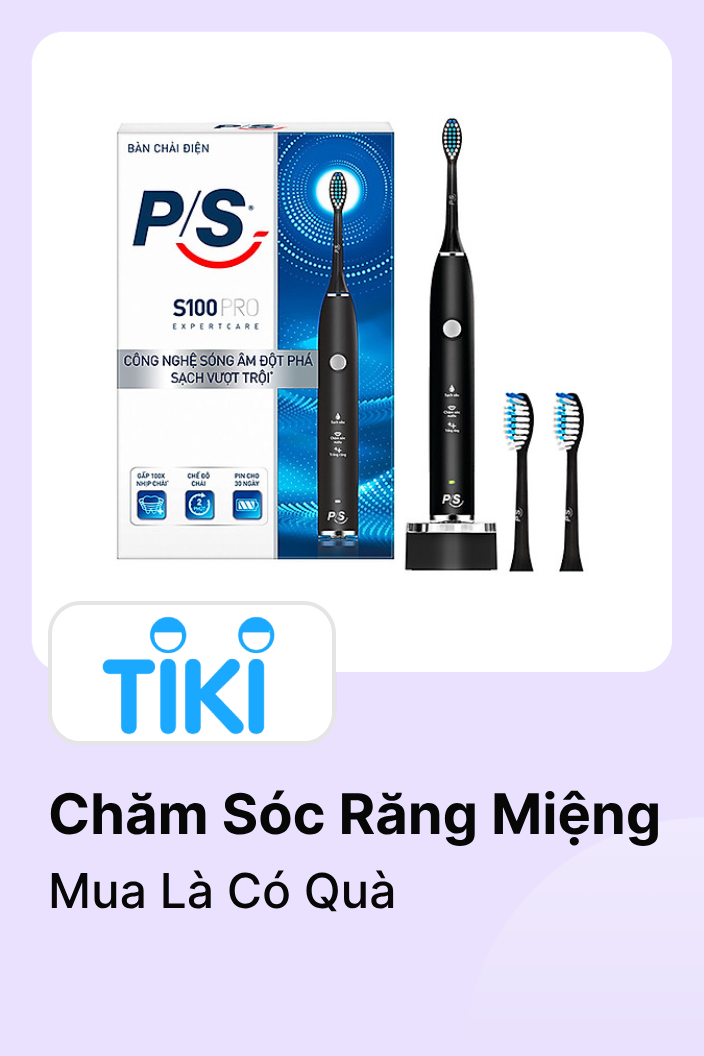 BÀN CHẢI ĐIỆN
P/S
S100 PRO
EXPERTCARE
CÔNG NGHỆ SÓNG ÂM ĐỘT PHÁ
SẠCH VƯỢT TRỘI*
GẤP 100X
NHỊP CHẢI*
CHẾ ĐỘ
CHẢI
PIN CHO
30 NGÀY
2
P/S
P/S
TIKI
Chăm Sóc Răng Miệng
Mua Là Có Quà